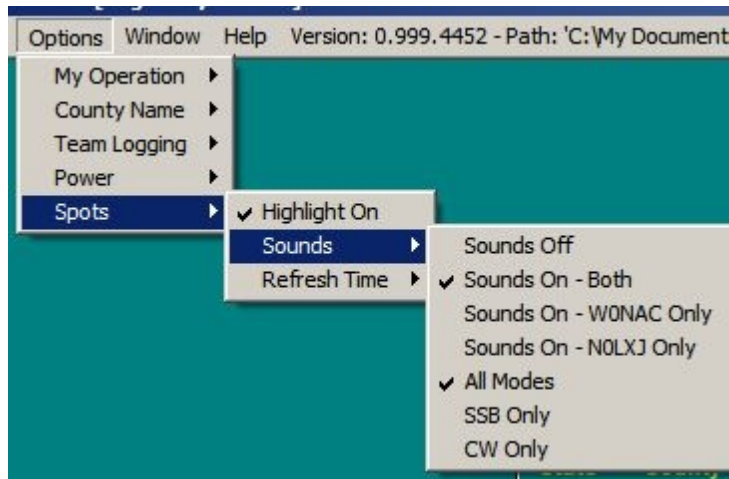 Options Window Help Version: 0.999.4452 - Path: 'C:\My Document
My Operation
County Name
Team Logging
Power
Spots
Highlight On
Sounds
Refresh Time
Sounds Off
Sounds On - Both
Sounds On - W0NAC Only
Sounds On - N0LXJ Only
All Modes
SSB Only
CW Only